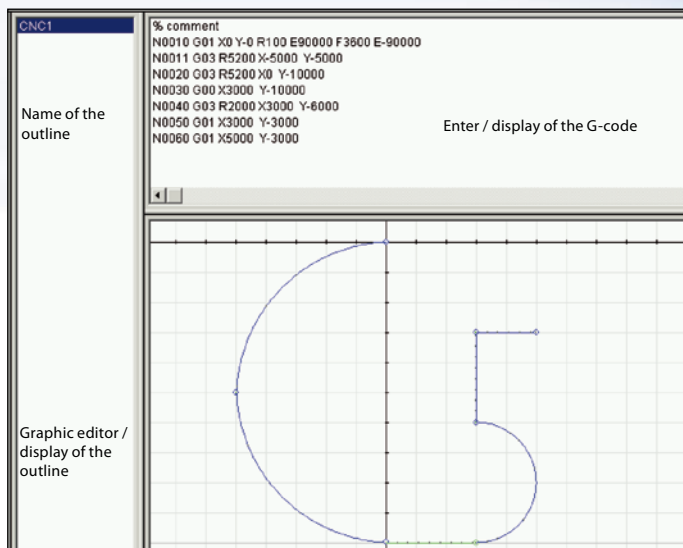 CNC1
Name of the
outline
Graphic editor /
display of the
outline
% comment
N0010 G01 X0 Y-0 R100 E90000 F3600 E-90000
N0011 G03 R5200 X-5000 Y-5000
N0020 G03 R5200 X0 Y-10000
N0030 G00 X3000 Y-10000
N0040 G03 R2000 X3000 Y-6000
N0050 G01 X3000 Y-3000
N0060 G01 X5000 Y-3000
Enter / display of the G-code